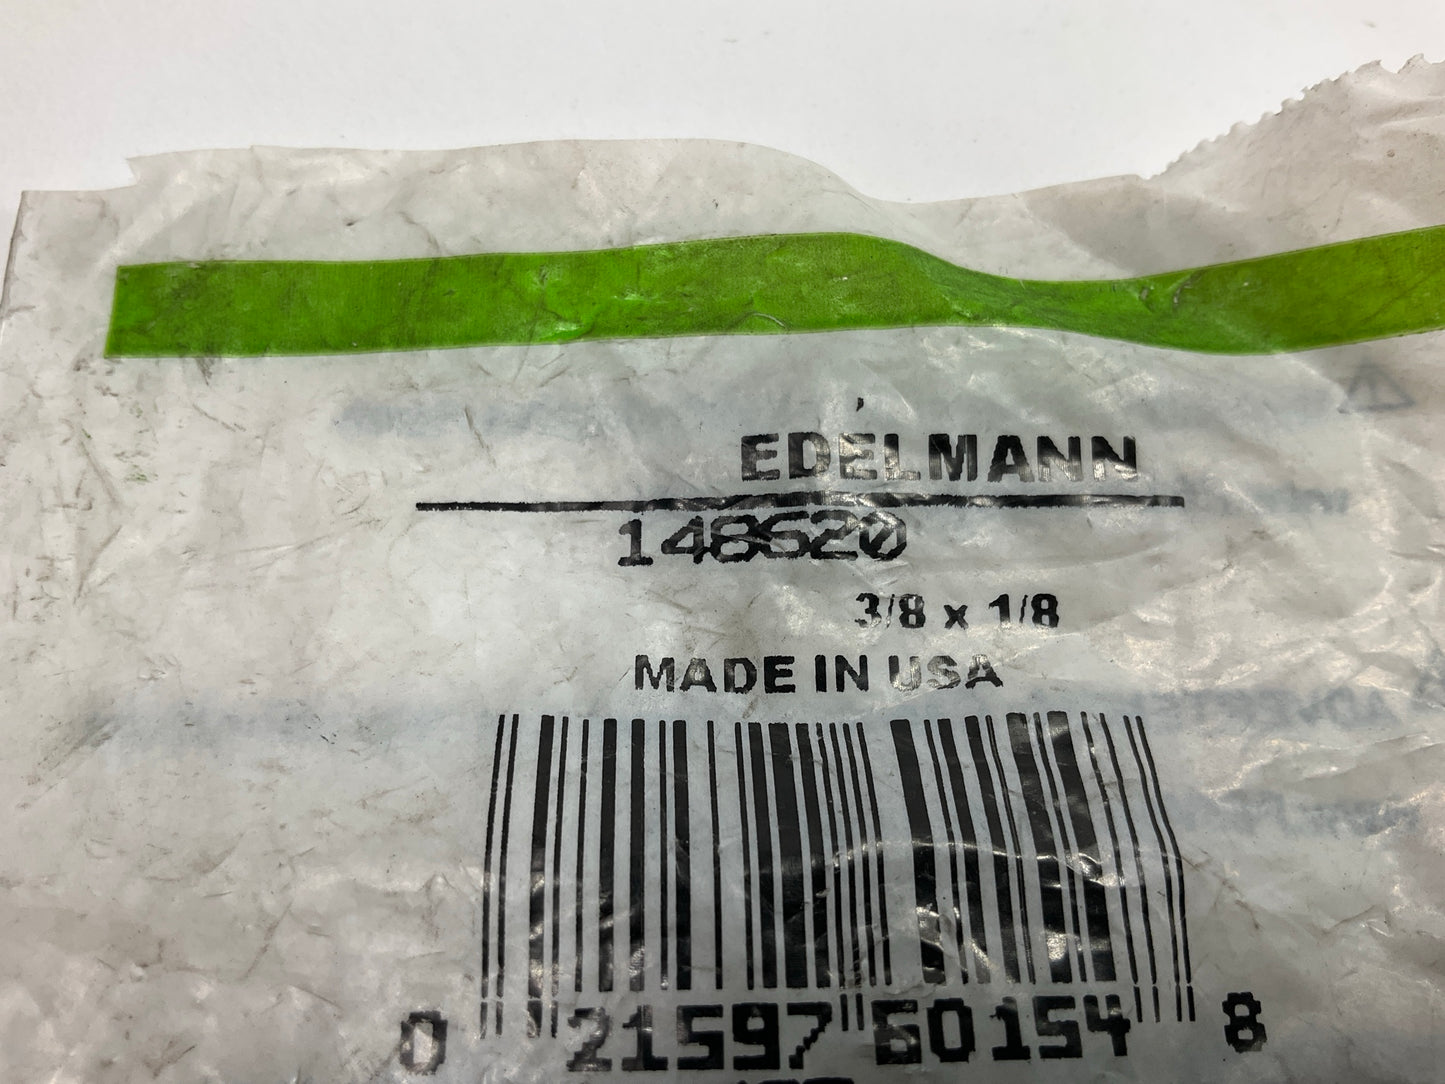 EDELMANN
148620
3/8 x 1/8
MADE IN USA
0 21597 60154 8